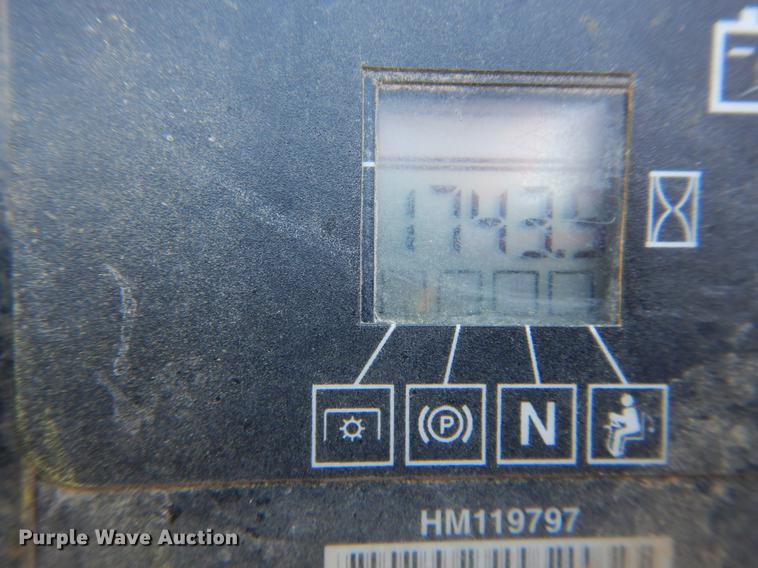 1743.5
P
N
HM119797
Purple Wave Auction